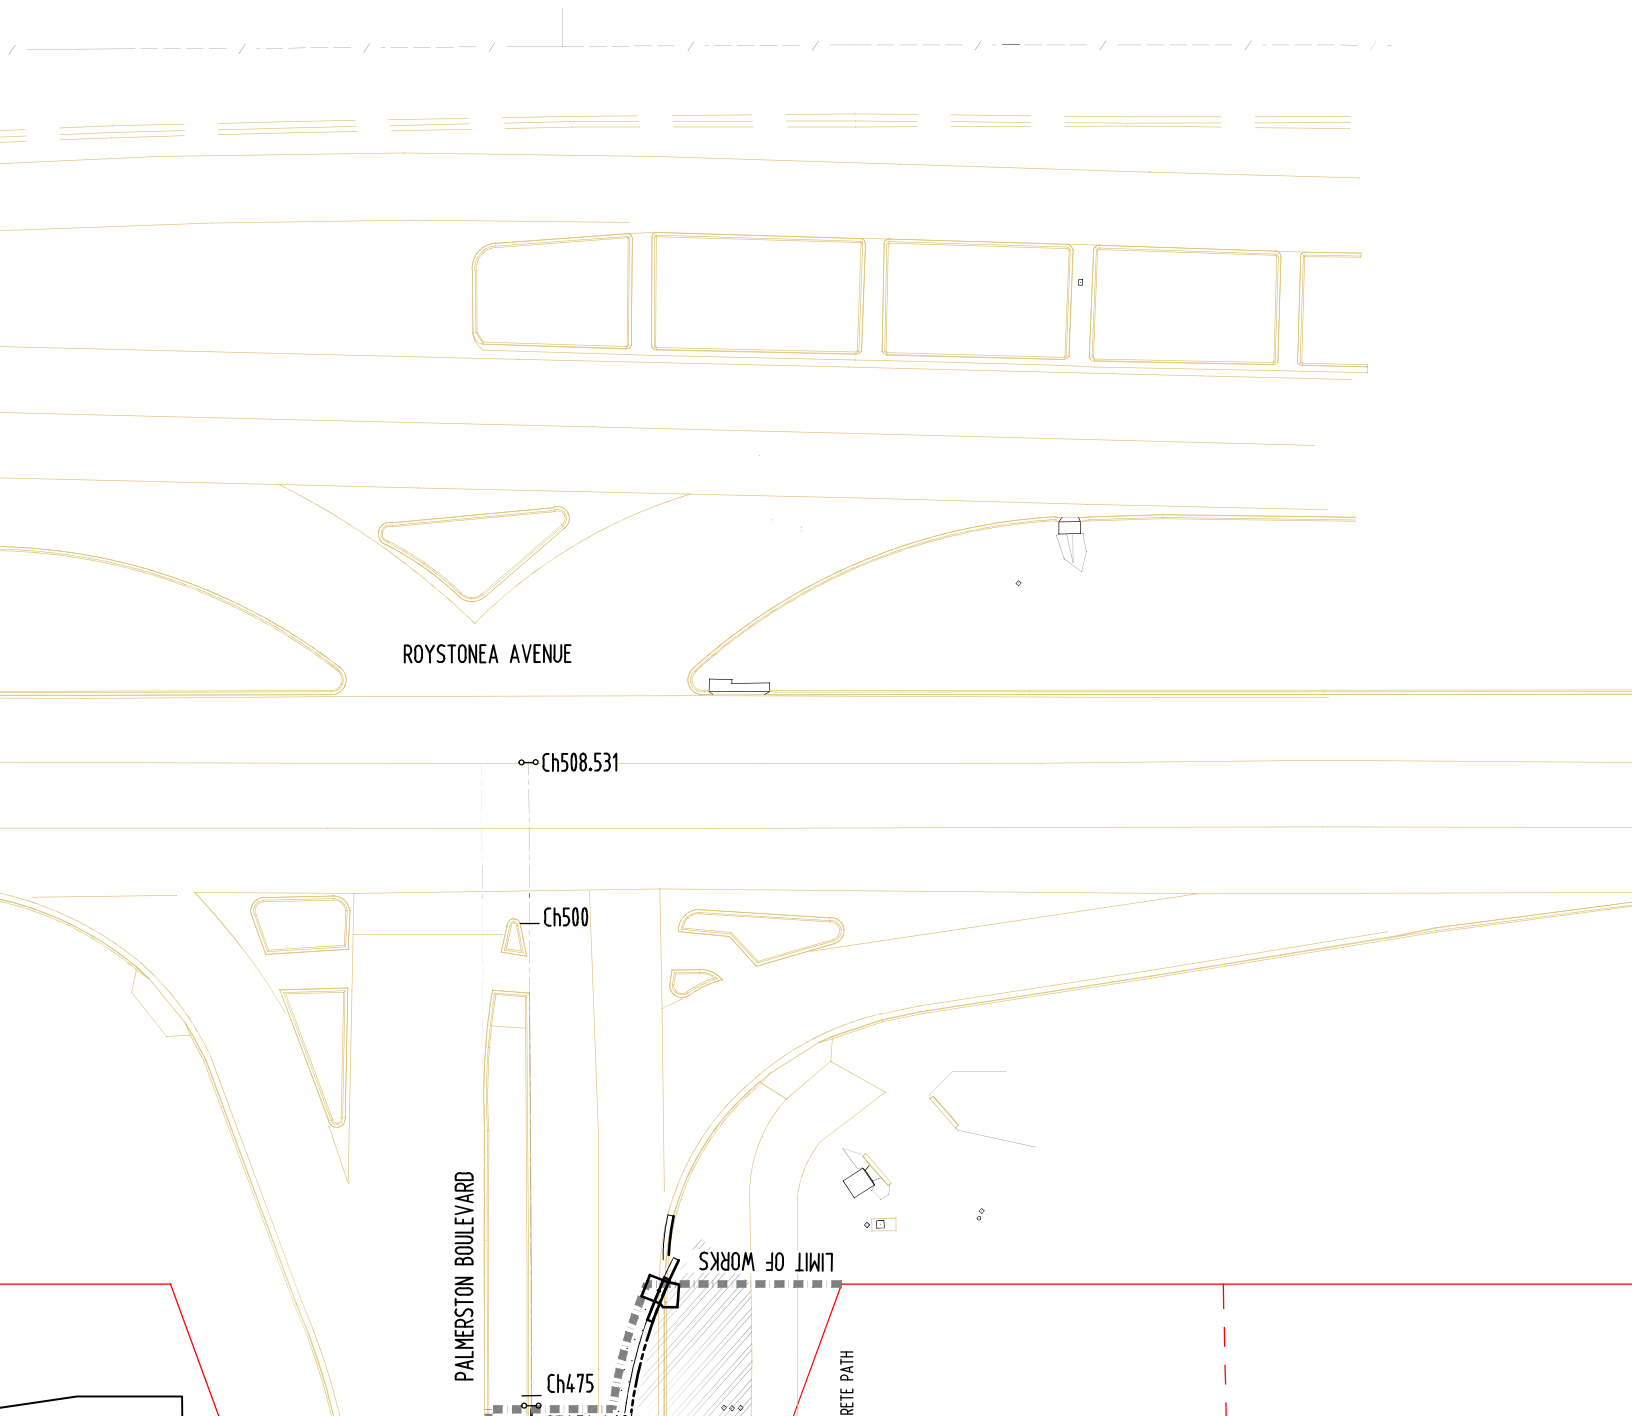 ROYSTONEA AVENUE
Ch508.531
Ch500
PALMERSTON BOULEVARD
LIMIT OF WORKS
RETE PATH
Ch475